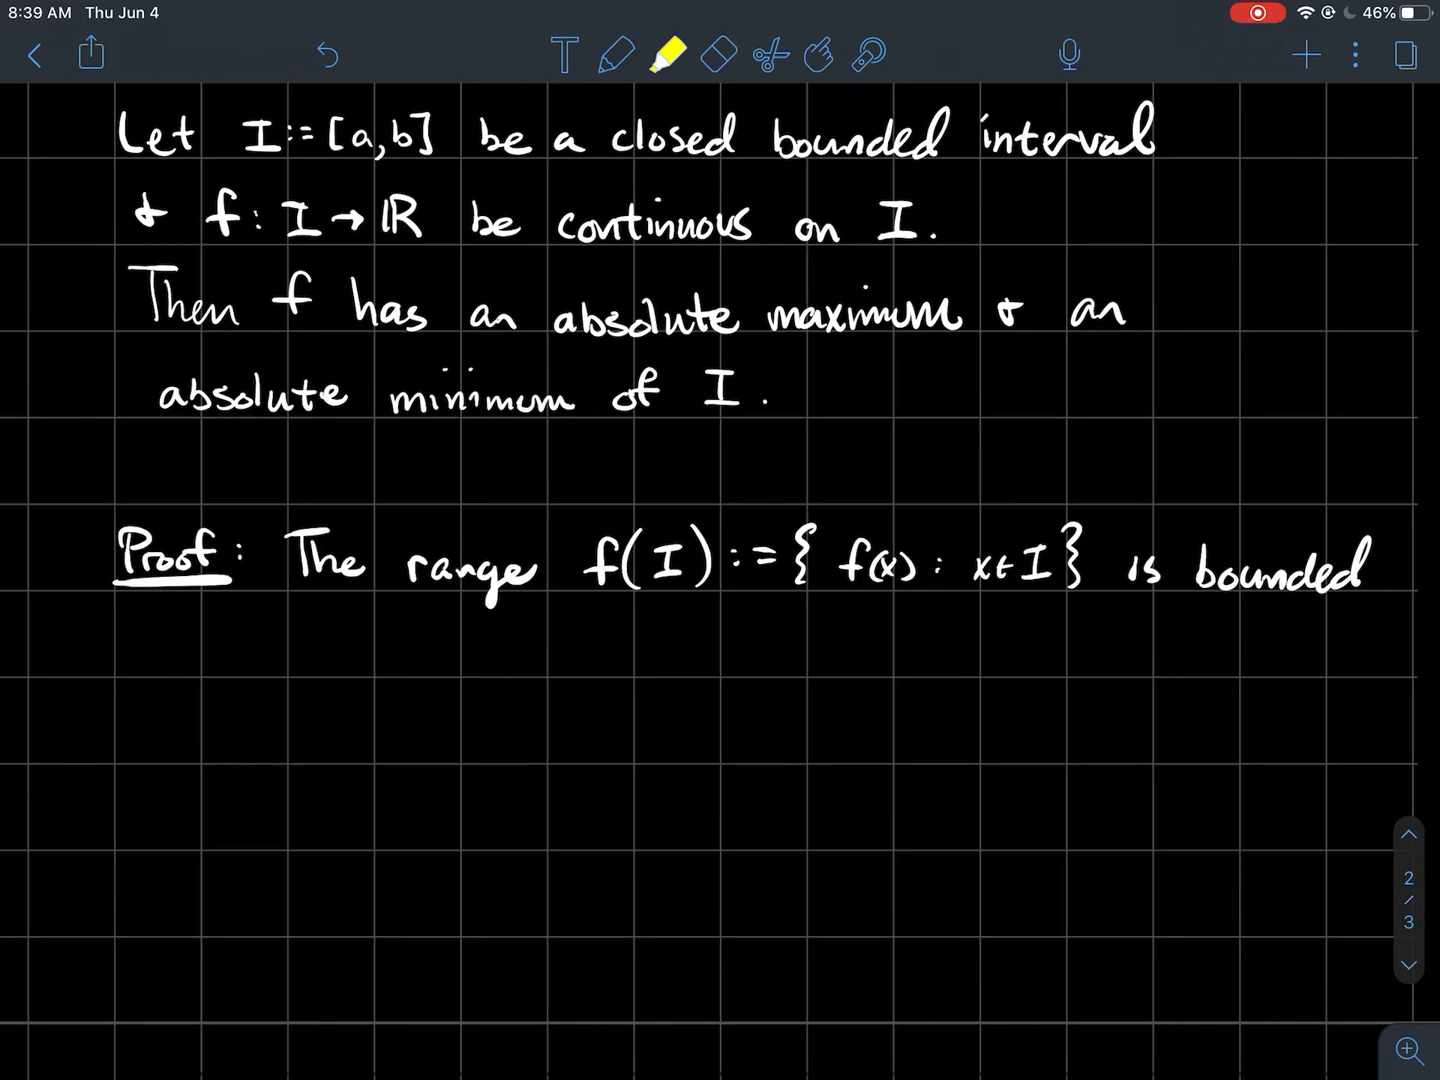 8:39 AM Thu Jun 4
46%
Let I:=[a,b] be a closed bounded interval
& f: I→ℝ be continuous on I.
Then f has an absolute maximum & an
absolute minimum of I.
Proof: The range f(I):={ f(x): x∈I} is bounded
2
/
3